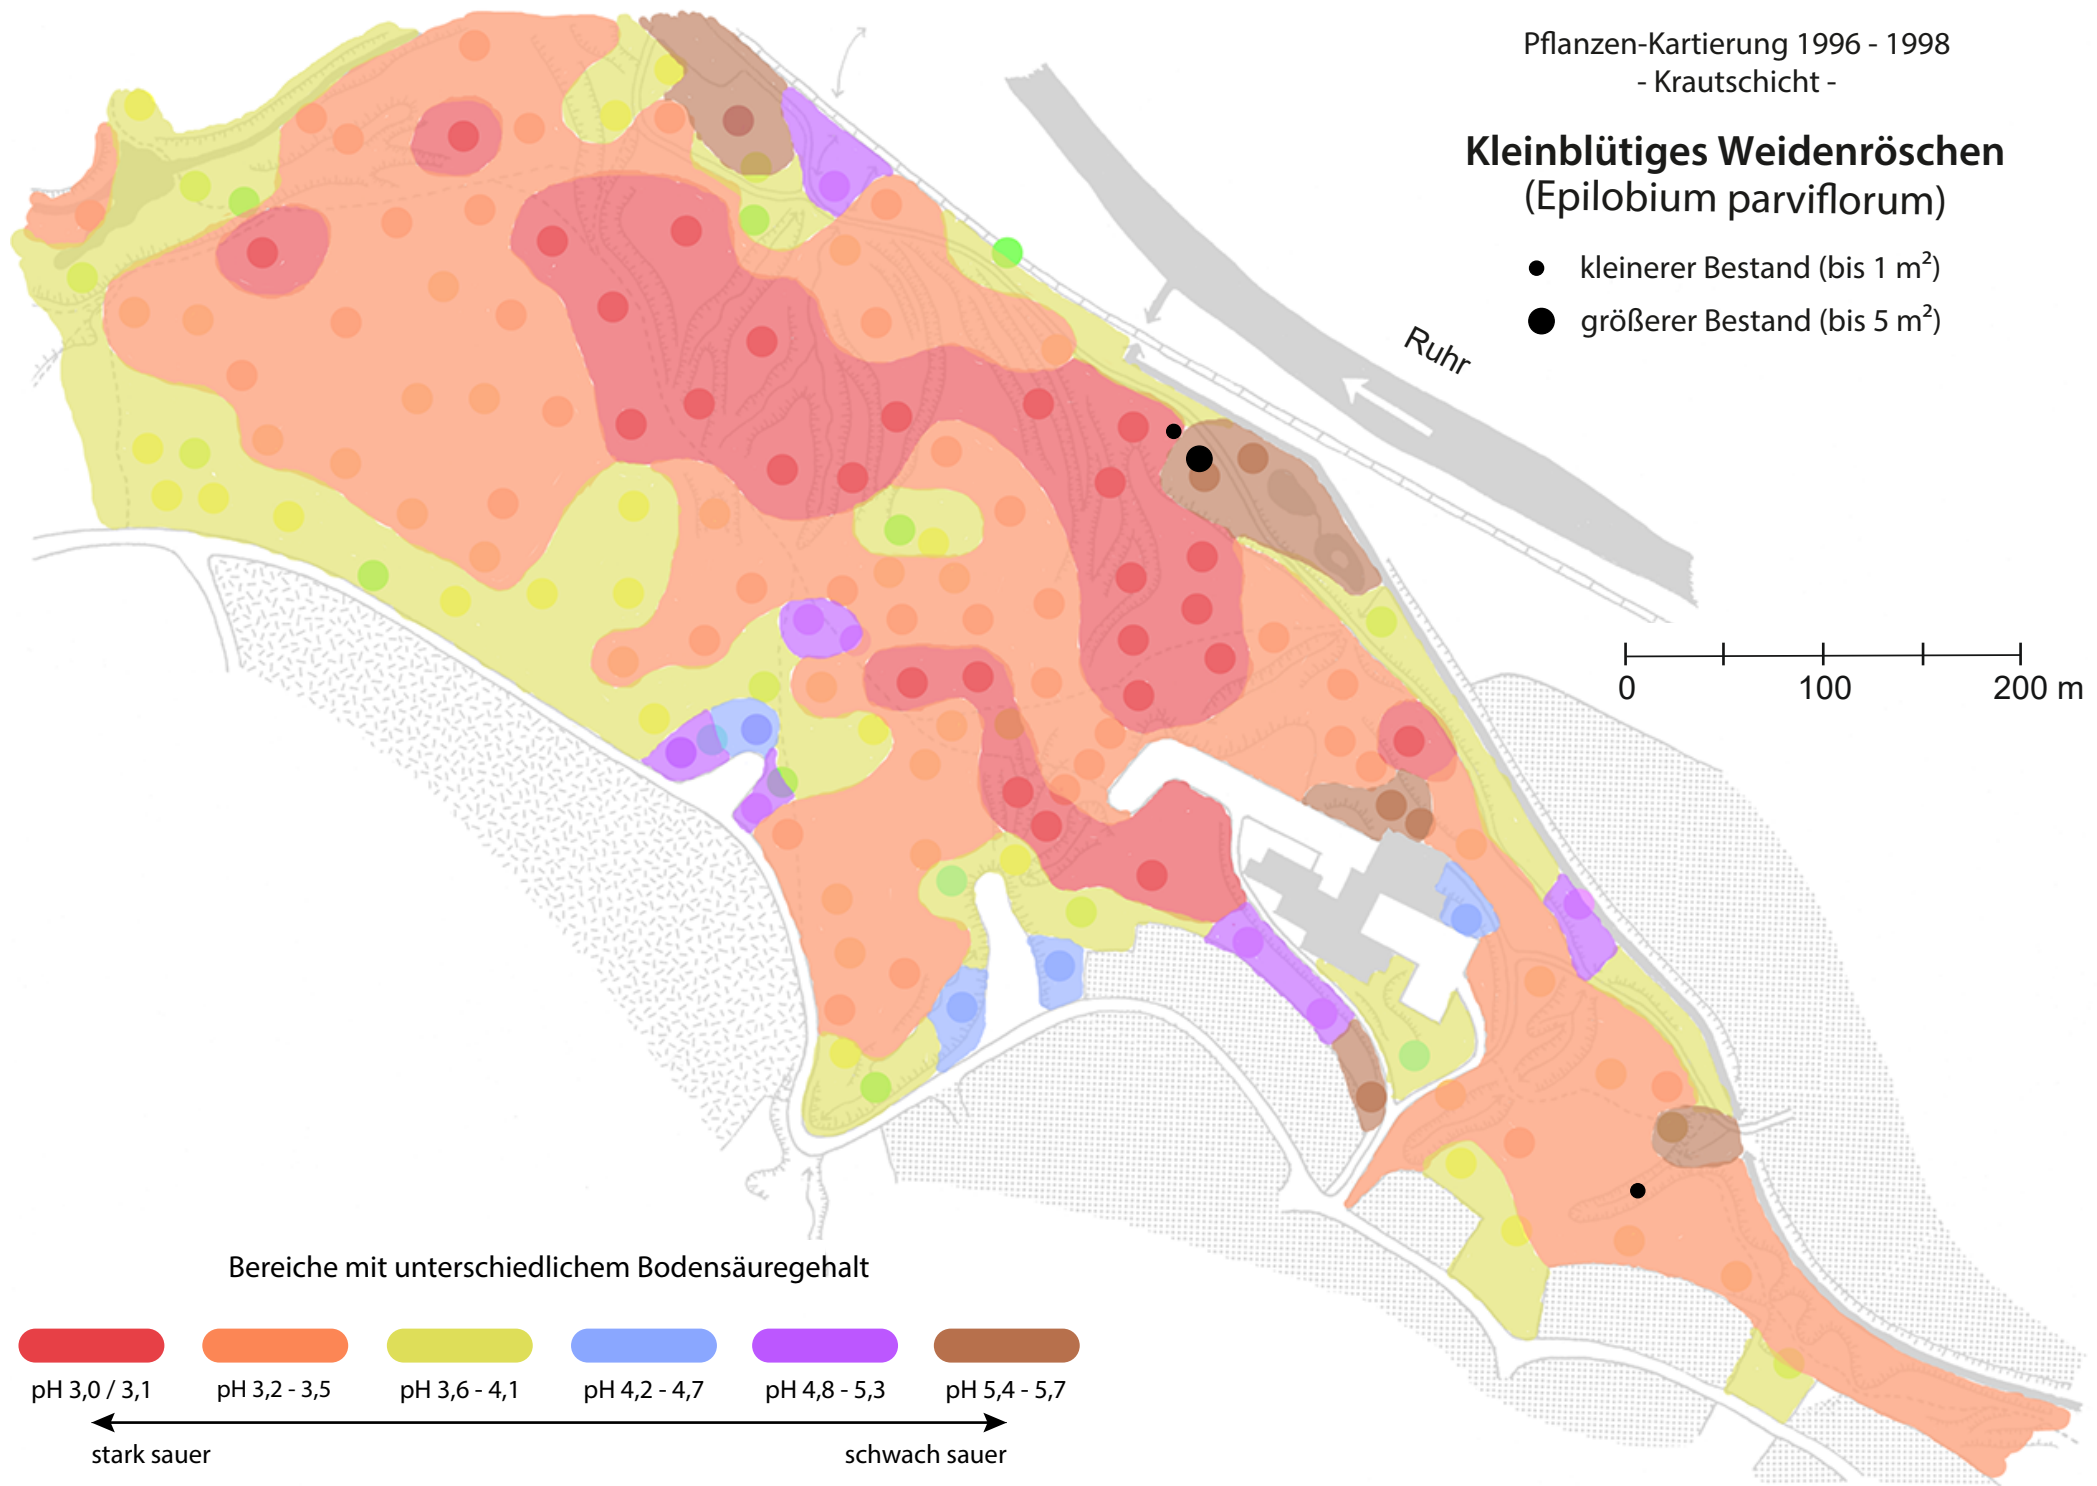 Pflanzen-Kartierung 1996 - 1998
- Krautschicht -
Kleinblütiges Weidenröschen
(Epilobium parviflorum)
kleinerer Bestand (bis 1 m²)
größerer Bestand (bis 5 m²)
Ruhr
0 100 200 m
Bereiche mit unterschiedlichem Bodensäuregehalt
pH 3,0 / 3,1 pH 3,2 - 3,5 pH 3,6 - 4,1 pH 4,2 - 4,7 pH 4,8 - 5,3 pH 5,4 - 5,7
stark sauer schwach sauer